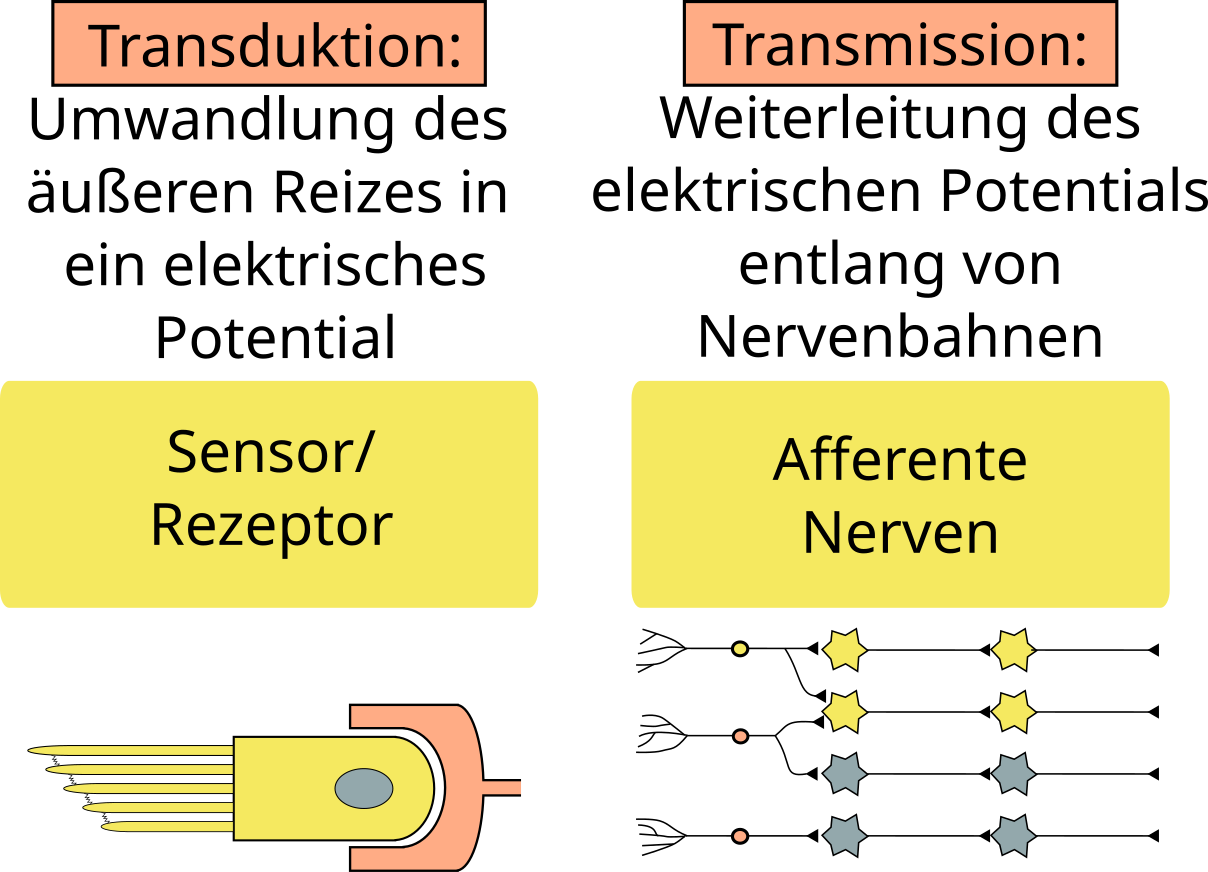 Transduktion:
Umwandlung des
äußeren Reizes in
ein elektrisches
Potential
Sensor/
Rezeptor
Transmission:
Weiterleitung des
elektrischen Potentials
entlang von
Nervenbahnen
Afferente
Nerven